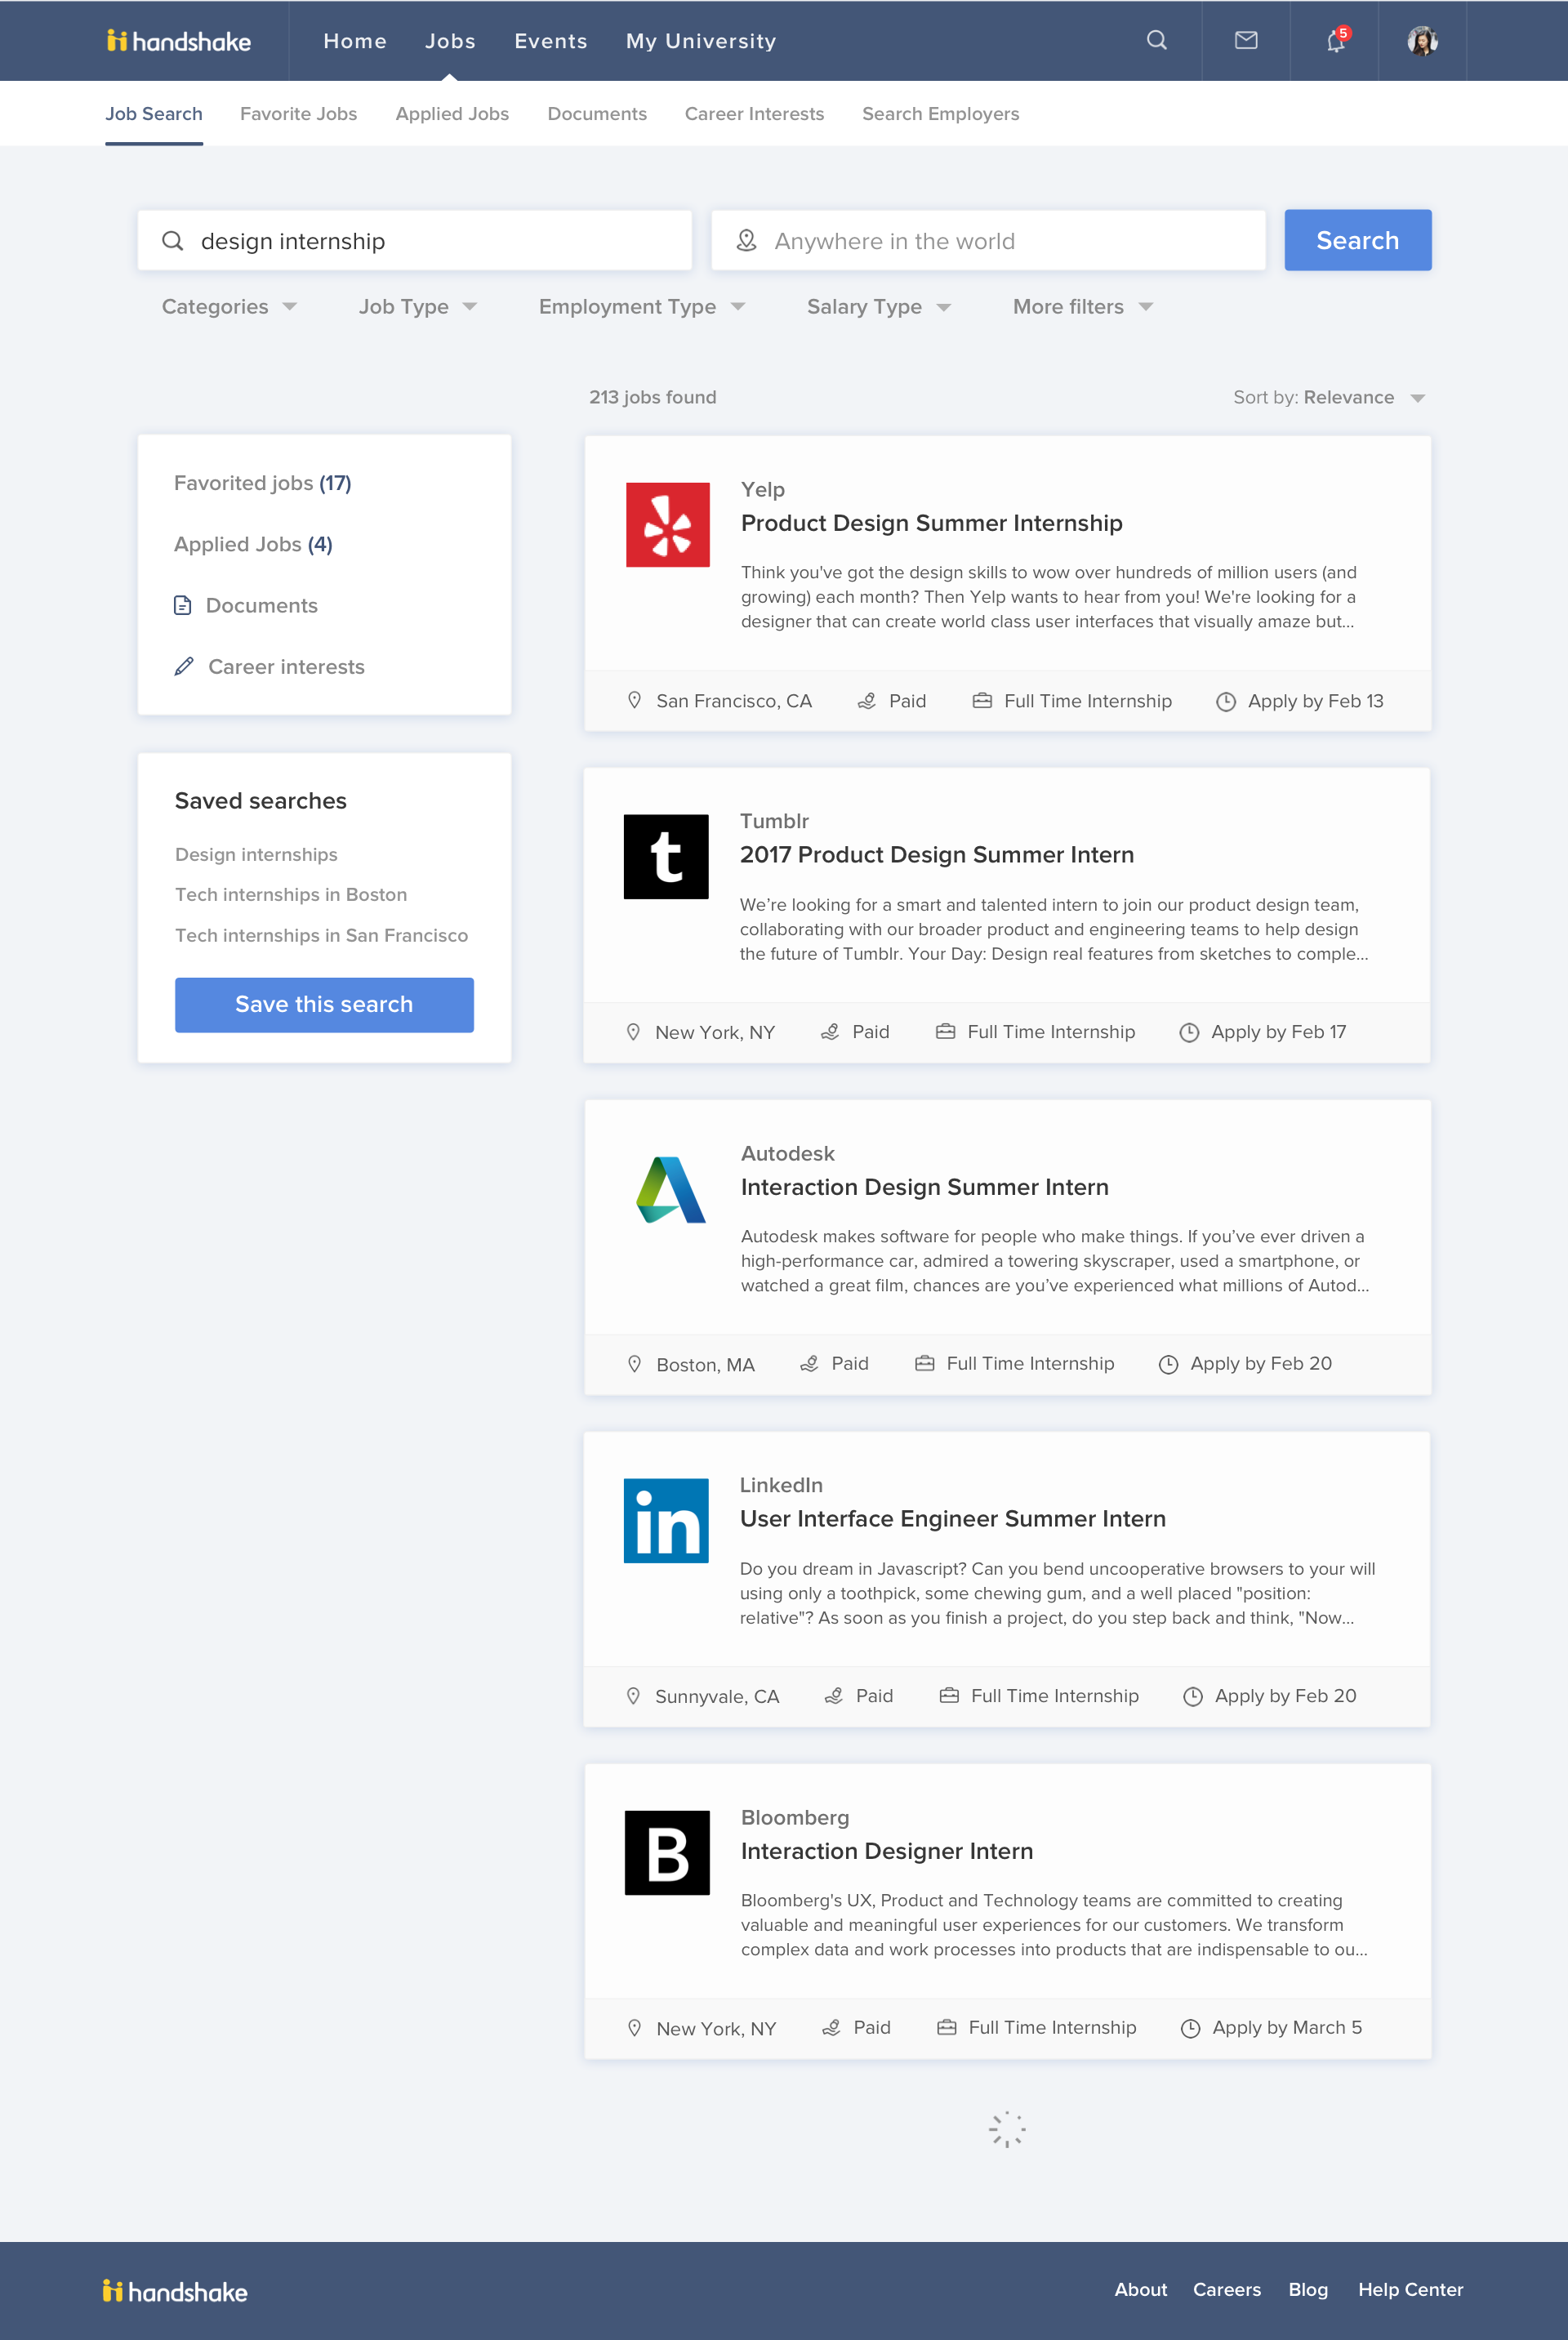 handshake
Home Jobs Events My University 5
Job Search Favorite Jobs Applied Jobs Documents Career Interests Search Employers
design internship
Anywhere in the world
Search
Categories Job Type Employment Type Salary Type More filters
213 jobs found
Sort by: Relevance
Favorited jobs (17)
Applied Jobs (4)
Documents
Career interests
Saved searches
Design internships
Tech internships in Boston
Tech internships in San Francisco
Save this search
Yelp
Product Design Summer Internship
Think you've got the design skills to wow over hundreds of million users (and
growing) each month? Then Yelp wants to hear from you! We're looking for a
designer that can create world class user interfaces that visually amaze but...
San Francisco, CA Paid Full Time Internship Apply by Feb 13
t
Tumblr
2017 Product Design Summer Intern
We’re looking for a smart and talented intern to join our product design team,
collaborating with our broader product and engineering teams to help design
the future of Tumblr. Your Day: Design real features from sketches to comple...
New York, NY Paid Full Time Internship Apply by Feb 17
Autodesk
Interaction Design Summer Intern
Autodesk makes software for people who make things. If you’ve ever driven a
high-performance car, admired a towering skyscraper, used a smartphone, or
watched a great film, chances are you’ve experienced what millions of Autod...
Boston, MA Paid Full Time Internship Apply by Feb 20
in
LinkedIn
User Interface Engineer Summer Intern
Do you dream in Javascript? Can you bend uncooperative browsers to your will
using only a toothpick, some chewing gum, and a well placed "position:
relative"? As soon as you finish a project, do you step back and think, "Now...
Sunnyvale, CA Paid Full Time Internship Apply by Feb 20
B
Bloomberg
Interaction Designer Intern
Bloomberg's UX, Product and Technology teams are committed to creating
valuable and meaningful user experiences for our customers. We transform
complex data and work processes into products that are indispensable to ou...
New York, NY Paid Full Time Internship Apply by March 5
handshake
About Careers Blog Help Center